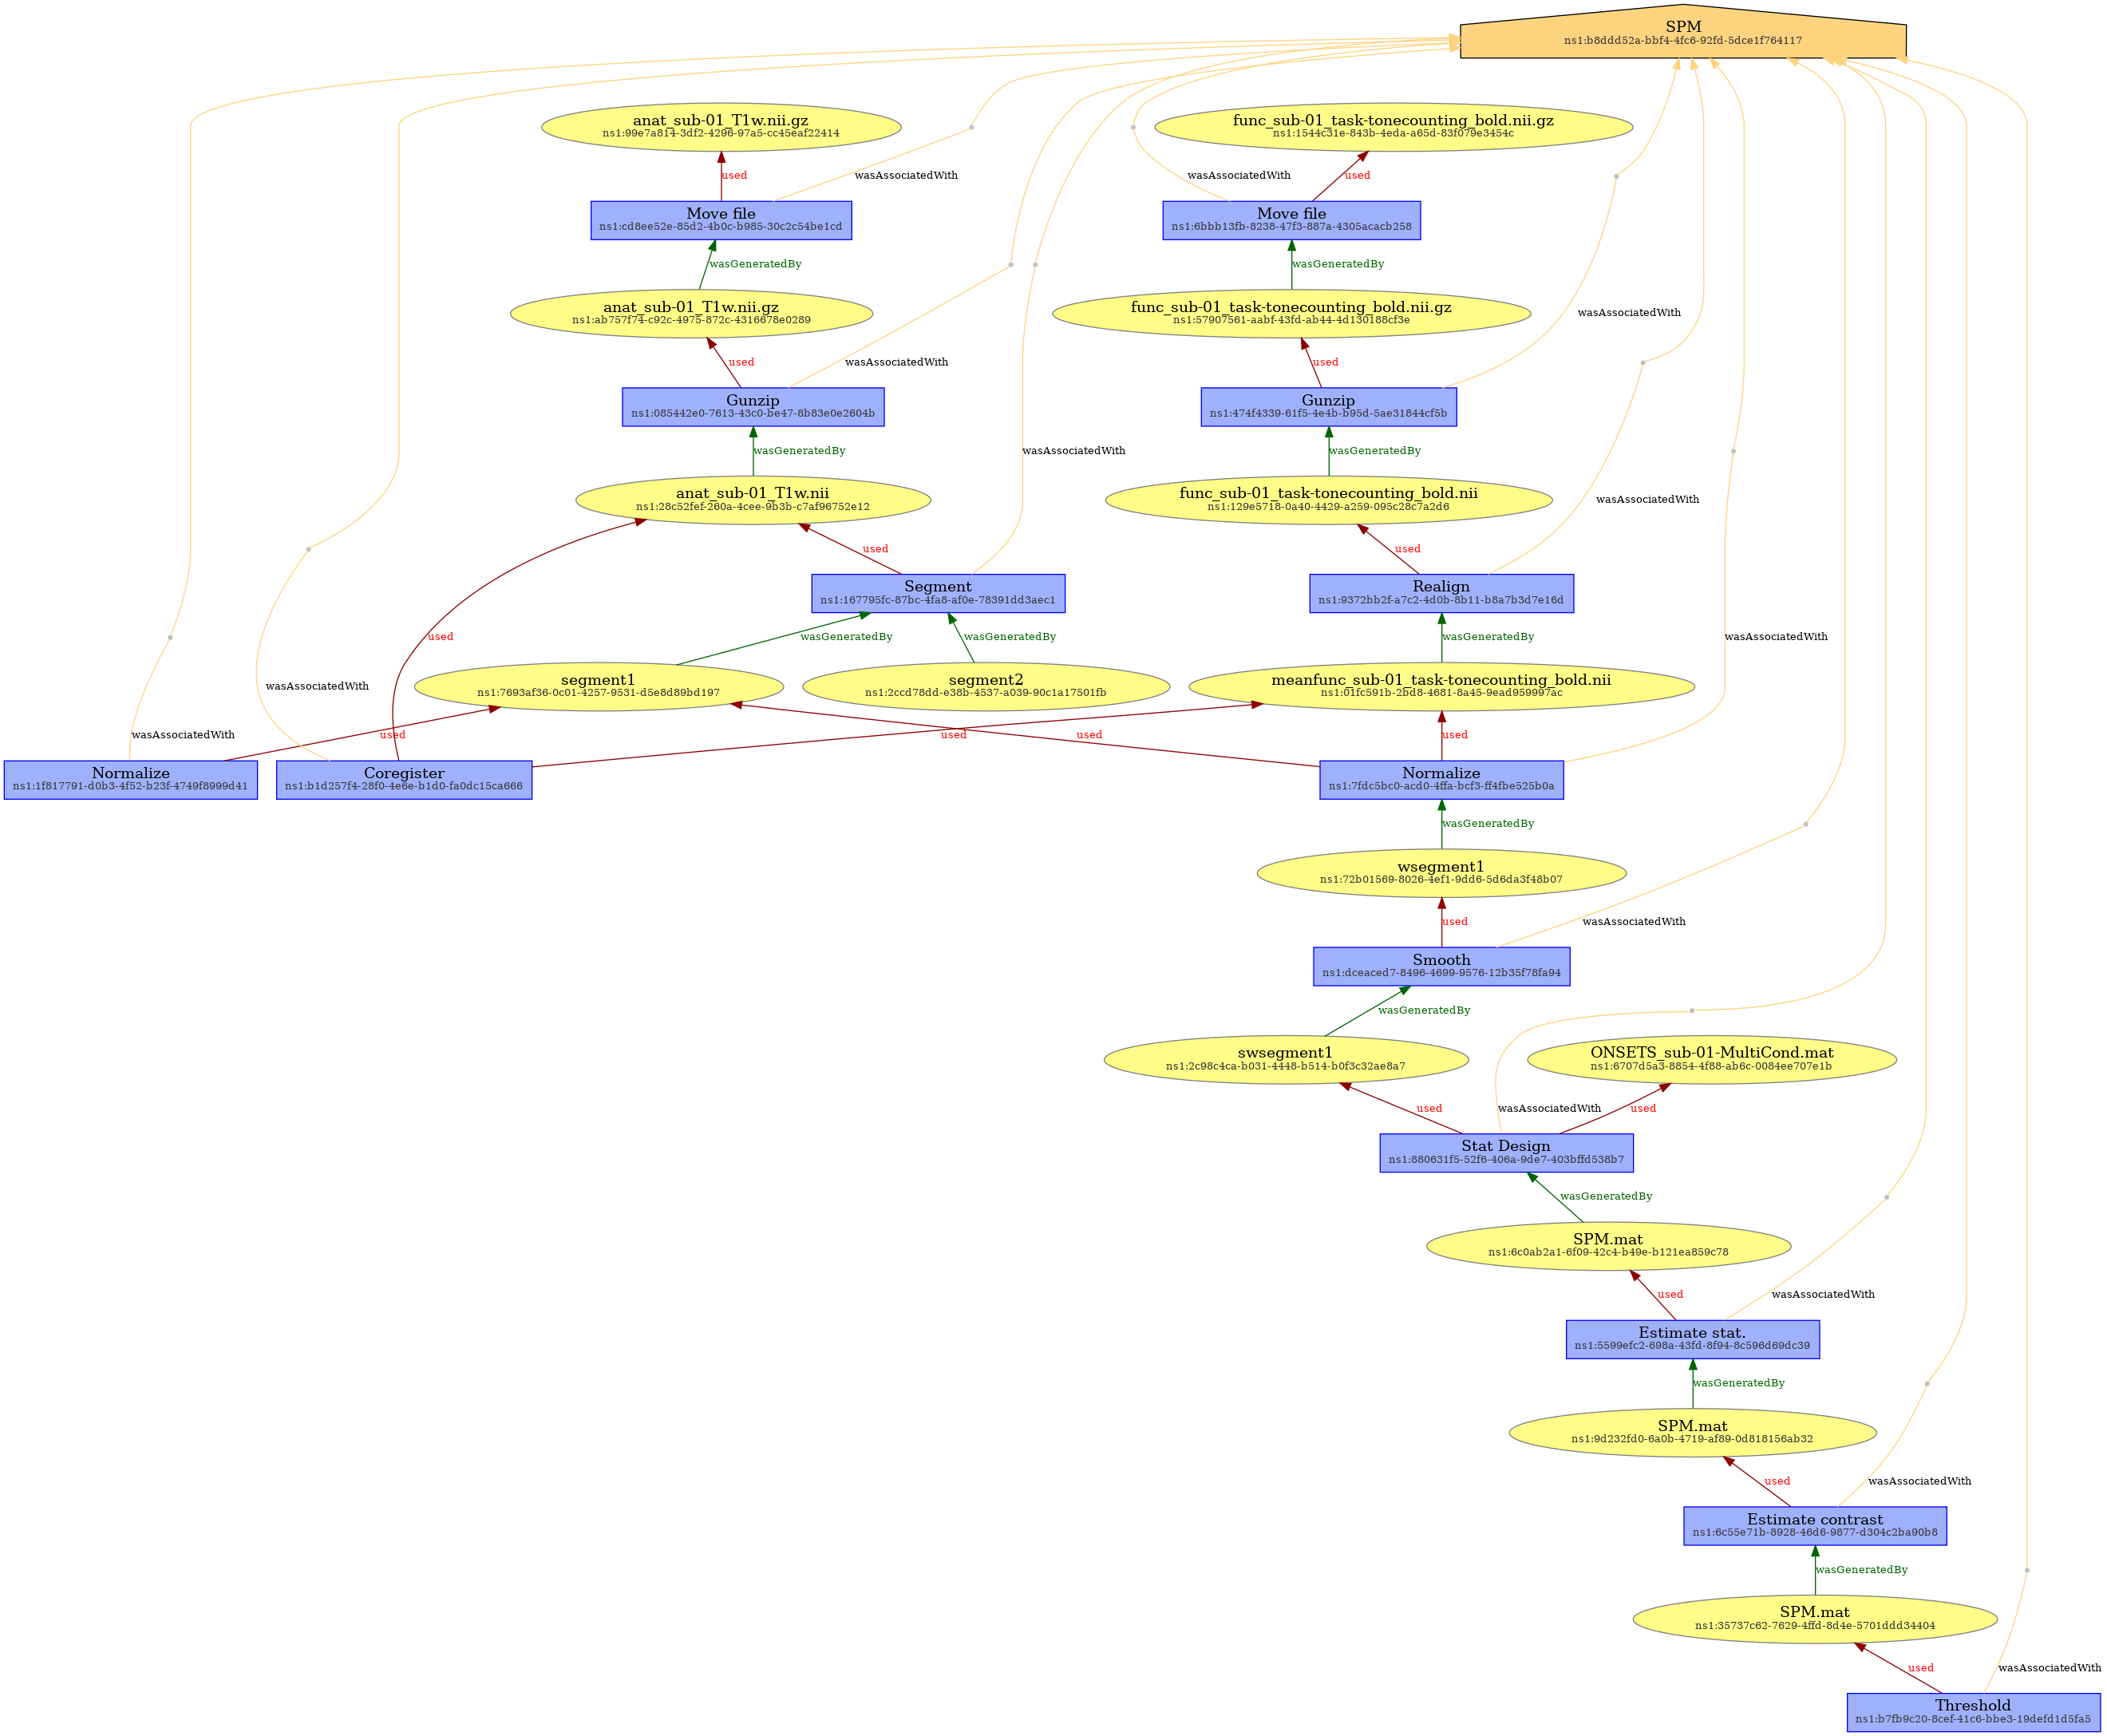 SPM
ns1:b8ddd52a-bbf4-4fc6-92fd-5dce1f764117
anat_sub-01_T1w.nii.gz
ns1:99e7a814-3df2-4296-97a5-cc45eaf22414
func_sub-01_task-tonecounting_bold.nii.gz
ns1:1544c31e-843b-4eda-a65d-83f079e3454c
used
wasAssociatedWith
wasAssociatedWith
used
Move file
ns1:cd8ee52e-85d2-4b0c-b985-30c2c54be1cd
Move file
ns1:6bbb13fb-8238-47f3-887a-4305acacb258
wasGeneratedBy
wasGeneratedBy
anat_sub-01_T1w.nii.gz
ns1:ab757f74-c92c-4975-872c-4316678e0289
func_sub-01_task-tonecounting_bold.nii.gz
ns1:57907561-aabf-43fd-ab44-4d130188cf3e
wasAssociatedWith
used
wasAssociatedWith
used
Gunzip
ns1:085442e0-7613-43c0-be47-8b83e0e2604b
Gunzip
ns1:474f4339-61f5-4e4b-b95d-5ae31844cf5b
wasGeneratedBy
wasAssociatedWith
wasGeneratedBy
anat_sub-01_T1w.nii
ns1:28c52fef-260a-4cee-9b3b-c7af96752e12
func_sub-01_task-tonecounting_bold.nii
ns1:129e5718-0a40-4429-a259-095c28c7a2d6
wasAssociatedWith
used
used
Segment
ns1:167795fc-87bc-4fa8-af0e-78391dd3aec1
Realign
ns1:9372bb2f-a7c2-4d0b-8b11-b8a7b3d7e16d
used
wasGeneratedBy
wasGeneratedBy
wasGeneratedBy
wasAssociatedWith
wasAssociatedWith
segment1
ns1:7693af36-0c01-4257-9531-d5e8d89bd197
segment2
ns1:2ccd78dd-e38b-4537-a039-90c1a17501fb
meanfunc_sub-01_task-tonecounting_bold.nii
ns1:01fc591b-2bd8-4681-8a45-9ead959997ac
wasAssociatedWith
used
used
used
used
Normalize
ns1:1f817791-d0b3-4f52-b23f-4749f8999d41
Coregister
ns1:b1d257f4-28f0-4e6e-b1d0-fa0dc15ca666
Normalize
ns1:7fdc5bc0-acd0-4ffa-bcf3-ff4fbe525b0a
wasGeneratedBy
wsegment1
ns1:72b01569-8026-4ef1-9dd6-5d6da3f48b07
used
wasAssociatedWith
Smooth
ns1:dceaced7-8496-4699-9576-12b35f78fa94
wasGeneratedBy
swsegment1
ns1:2c98c4ca-b031-4448-b514-b0f3c32ae8a7
ONSETS_sub-01-MultiCond.mat
ns1:6707d5a3-8854-4f88-ab6c-0084ee707e1b
used
wasAssociatedWith
used
Stat Design
ns1:880631f5-52f6-406a-9de7-403bffd538b7
wasGeneratedBy
SPM.mat
ns1:6c0ab2a1-6f09-42c4-b49e-b121ea859c78
used
wasAssociatedWith
Estimate stat.
ns1:5599efc2-698a-43fd-8f94-8c596d69dc39
wasGeneratedBy
SPM.mat
ns1:9d232fd0-6a0b-4719-af89-0d818156ab32
used
wasAssociatedWith
Estimate contrast
ns1:6c55e71b-8928-46d6-9877-d304c2ba90b8
wasGeneratedBy
SPM.mat
ns1:35737c62-7629-4ffd-8d4e-5701ddd34404
used
wasAssociatedWith
Threshold
ns1:b7fb9c20-8cef-41c6-bbe3-19defd1d5fa5